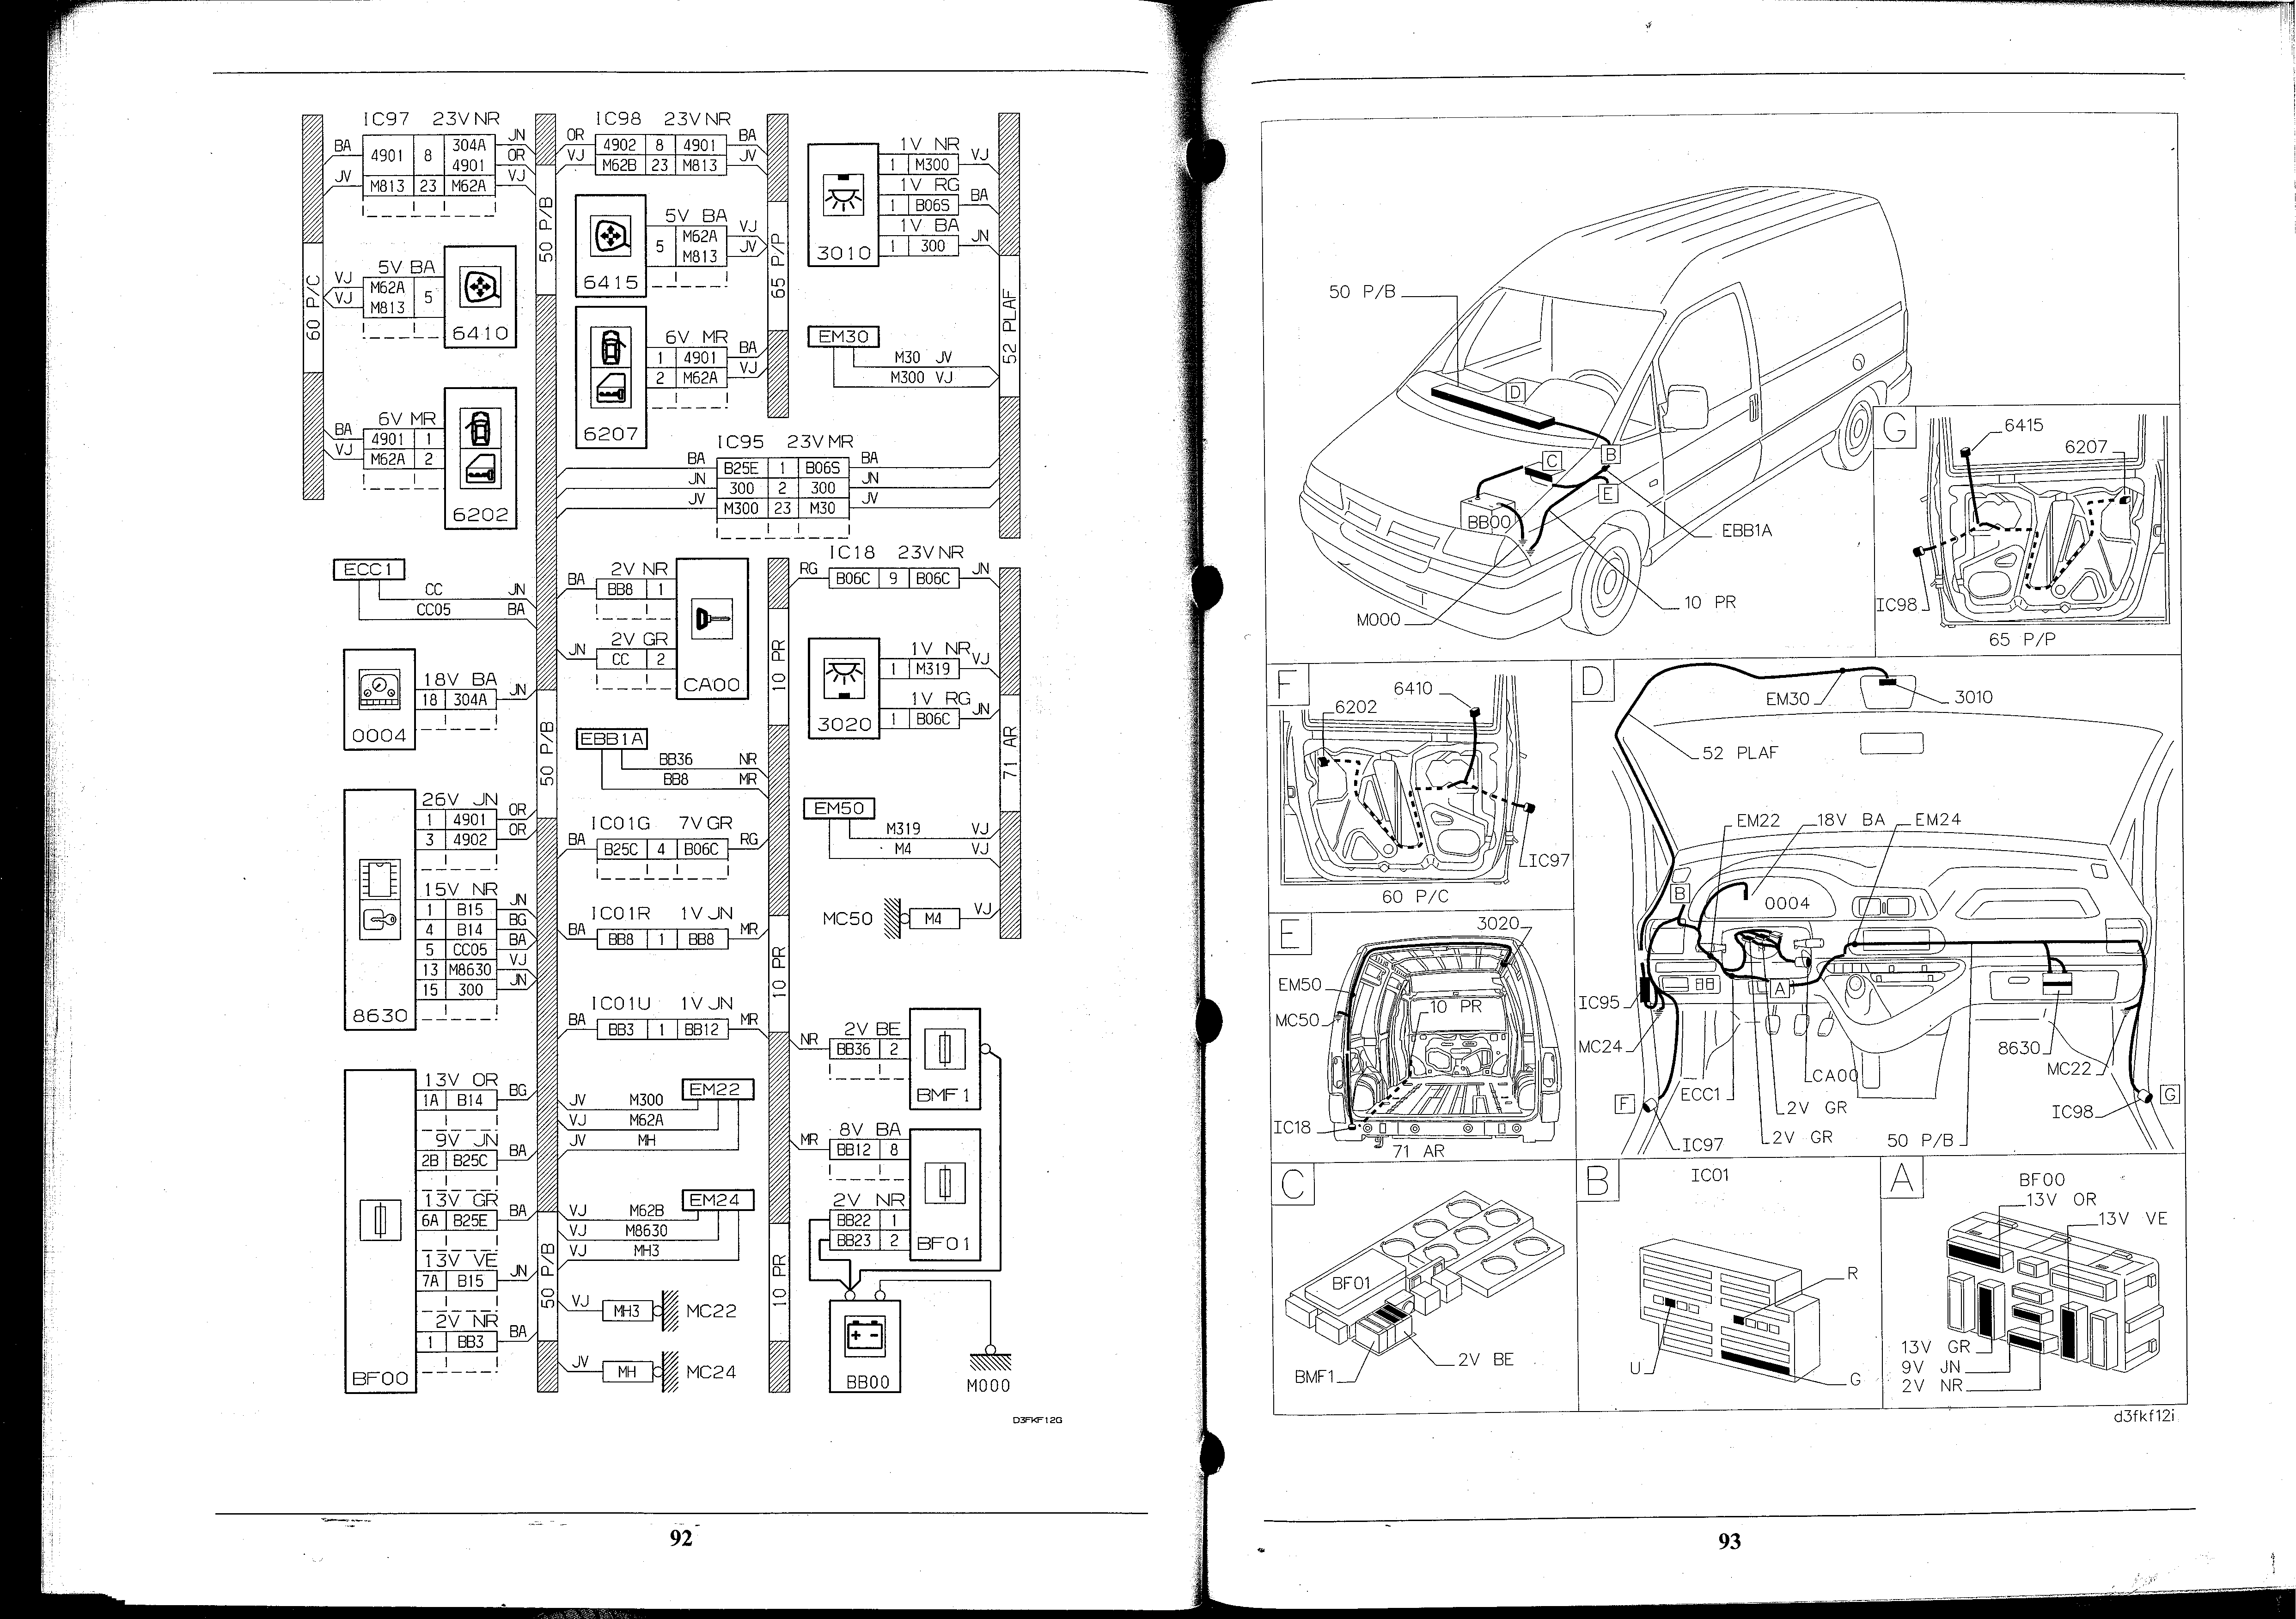 IC97 23V NR
BA 4901 8 304A JN
4901 OR
JV M813 23 M62A VJ
5V BA
VJ M62A 5
VJ M813
6410
60 P/C
6V MR
BA 4901 1
VJ M62A 2
6202
ECC1
CC JN
CC05 BA
18V BA
18 304A JN
0004
26V JN
1 4901 OR
3 4902 OR
15V NR
1 B15 JN
4 B14 BG
5 CC05 BA
13 M8630 VJ
15 300 JN
8630
13V OR
1A B14 BG
9V JN
2B B25C BA
13V GR
6A B25E BA
13V VE
7A B15 JN
2V NR
1 BB3 BA
BF00
50 P/B
50 P/B
50 P/B
IC98 23V NR
OR 4902 8 4901 BA
VJ M62B 23 M813 JV
5V BA
5 M62A VJ
M813 JV
6415
65 P/P
6V MR
1 4901 BA
2 M62A VJ
6207
IC95 23V MR
BA B25E 1 B06S BA
JN 300 2 300 JN
JV M300 23 M30 JV
2V NR
BA BB8 1
2V GR
JN CC 2
CA00
EBB1A
BB36 NR
BB8 MR
IC01G 7V GR
BA B25C 4 B06C RG
IC01R 1V JN
BA BB8 1 BB8 MR
IC01U 1V JN
BA BB3 1 BB12 MR
EM22
JV M300
VJ M62A
JV MH
EM24
VJ M62B
VJ M8630
VJ MH3
VJ MH3 MC22
JV MH MC24
10 PR
10 PR
10 PR
1V NR
1 M300 VJ
1V RG
1 B06S BA
1V BA
1 300 JN
3010
52 PLAF
EM30
M30 JV
M300 VJ
IC18 23V NR
RG B06C 9 B06C JN
1V NR
1 M319 VJ
1V RG
1 B06C JN
3020
71 AR
EM50
M319 VJ
M4 VJ
MC50 M4 VJ
2V BE
NR BB36 2
BMF1
8V BA
MR BB12 8
2V NR
BB22 1
BB23 2
BF01
BB00
M000
D3FKF12G
92
50 P/B
D
C
B
E
BB00
EBB1A
10 PR
M000
G
6415
6207
IC98
65 P/P
F
6410
6202
IC97
60 P/C
D
EM30
3010
52 PLAF
EM22
18V BA
EM24
B
0004
A
IC95
MC24
8630
CA00
MC22
ECC1
F
2V GR
IC98
G
IC97
2V GR
50 P/B
E
3020
EM50
MC50
10 PR
IC18
71 AR
C
BF01
BMF1
2V BE
B
IC01
R
U
G
A
BF00
13V OR
13V VE
13V GR
9V JN
2V NR
d3fkf12i
93